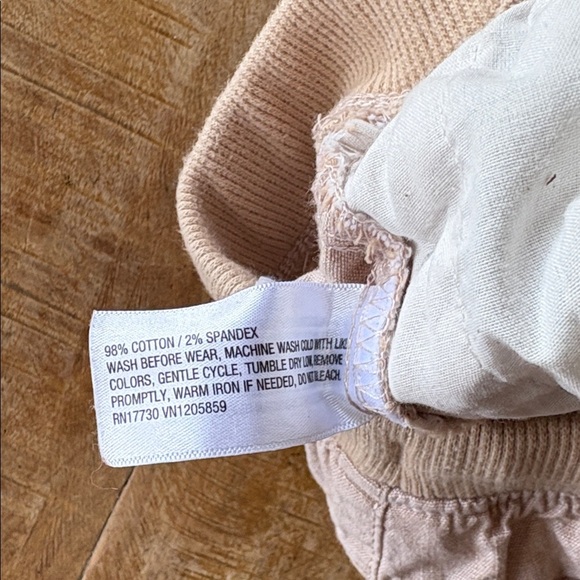 98% COTTON / 2% SPANDEX
WASH BEFORE WEAR, MACHINE WASH COLD WITH LIKE
COLORS, GENTLE CYCLE, TUMBLE DRY LOW, REMOVE
PROMPTLY, WARM IRON IF NEEDED, DO NOT BLEACH.
RN17730 VN1205859